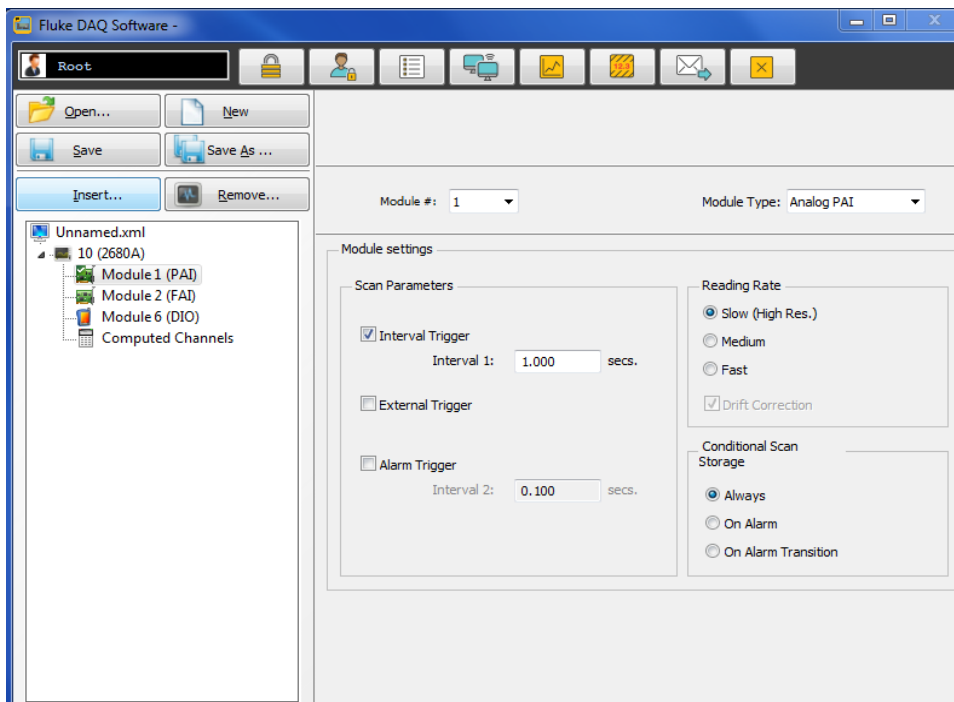 Fluke DAQ Software -
Root
12.3
Open...
New
Save
Save As ...
Insert...
Remove...
Module #: 1
Module Type: Analog PAI
Unnamed.xml
10 (2680A)
Module 1 (PAI)
Module 2 (FAI)
Module 6 (DIO)
Computed Channels
Module settings
Scan Parameters
Interval Trigger
Interval 1: 1.000 secs.
External Trigger
Alarm Trigger
Interval 2: 0.100 secs.
Reading Rate
Slow (High Res.)
Medium
Fast
Drift Correction
Conditional Scan
Storage
Always
On Alarm
On Alarm Transition